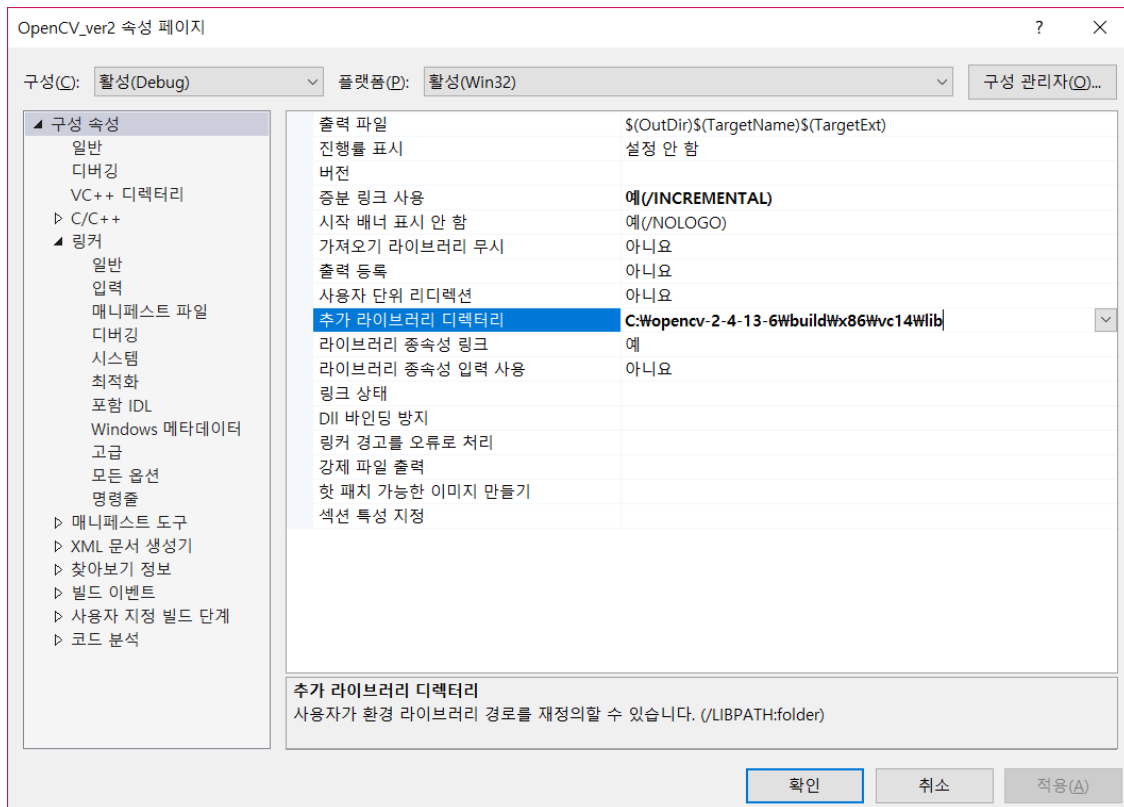 OpenCV_ver2 속성 페이지
?
구성(C): 활성(Debug) 플랫폼(P): 활성(Win32) 구성 관리자(O)...
구성 속성
일반
디버깅
VC++ 디렉터리
C/C++
링커
일반
입력
매니페스트 파일
디버깅
시스템
최적화
포함 IDL
Windows 메타데이터
고급
모든 옵션
명령줄
매니페스트 도구
XML 문서 생성기
찾아보기 정보
빌드 이벤트
사용자 지정 빌드 단계
코드 분석
출력 파일 $(OutDir)$(TargetName)$(TargetExt)
진행률 표시 설정 안 함
버전
증분 링크 사용 예(/INCREMENTAL)
시작 배너 표시 안 함 예(/NOLOGO)
가져오기 라이브러리 무시 아니요
출력 등록 아니요
사용자 단위 리디렉션 아니요
추가 라이브러리 디렉터리 C:₩opencv-2-4-13-6₩build₩x86₩vc14₩lib
라이브러리 종속성 링크 예
라이브러리 종속성 입력 사용 아니요
링크 상태
Dll 바인딩 방지
링커 경고를 오류로 처리
강제 파일 출력
핫 패치 가능한 이미지 만들기
섹션 특성 지정
추가 라이브러리 디렉터리
사용자가 환경 라이브러리 경로를 재정의할 수 있습니다. (/LIBPATH:folder)
확인 취소 적용(A)